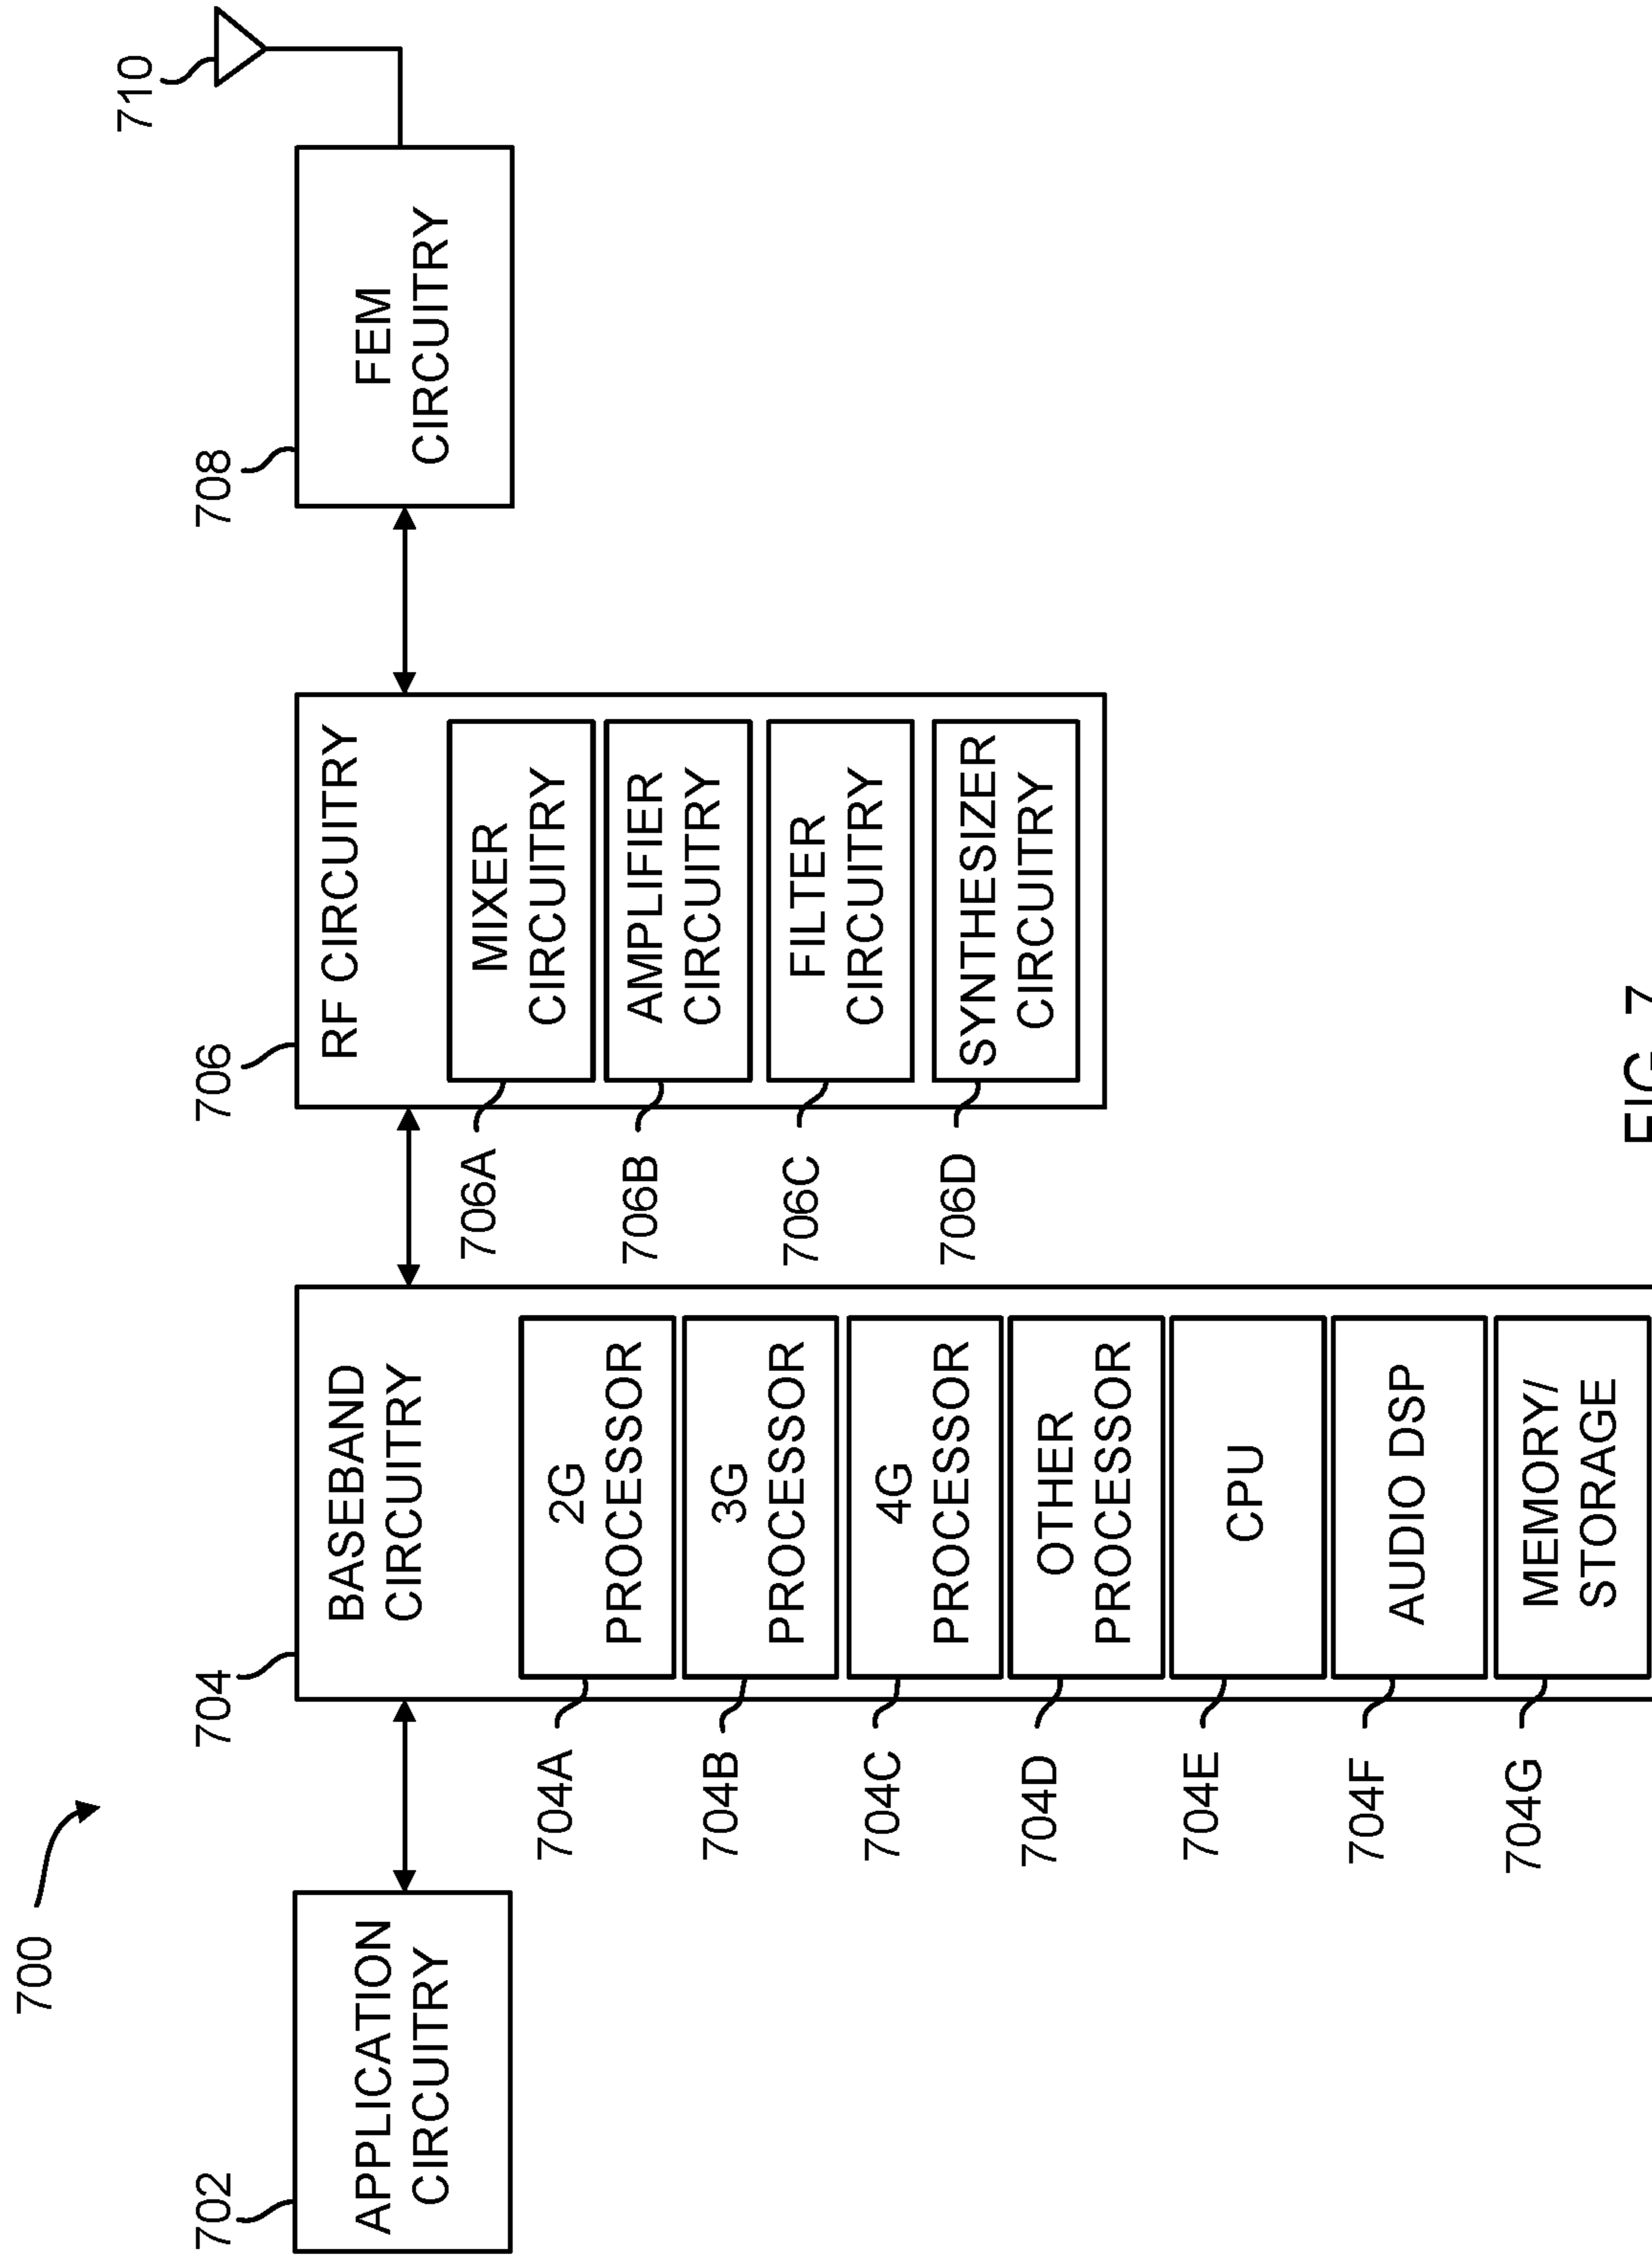 700
702
APPLICATION
CIRCUITRY
704
BASEBAND
CIRCUITRY
704A
2G
PROCESSOR
704B
3G
PROCESSOR
704C
4G
PROCESSOR
704D
OTHER
PROCESSOR
704E
CPU
704F
AUDIO DSP
704G
MEMORY/
STORAGE
706
RF CIRCUITRY
706A
MIXER
CIRCUITRY
706B
AMPLIFIER
CIRCUITRY
706C
FILTER
CIRCUITRY
706D
SYNTHESIZER
CIRCUITRY
708
FEM
CIRCUITRY
710
FIG. 7